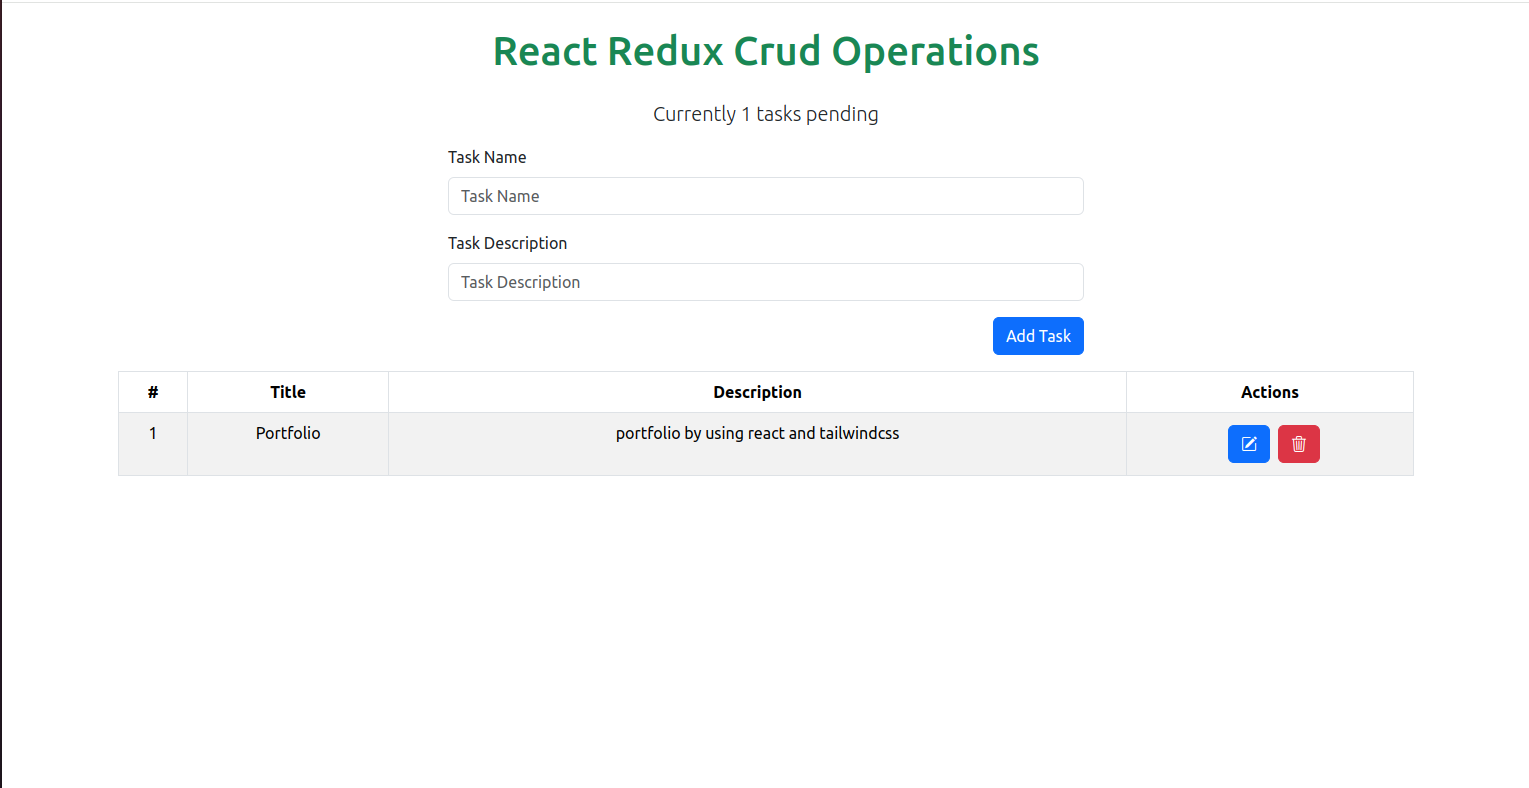 React Redux Crud Operations
Currently 1 tasks pending
Task Name
Task Name
Task Description
Task Description
Add Task
# Title Description Actions
1 Portfolio portfolio by using react and tailwindcss